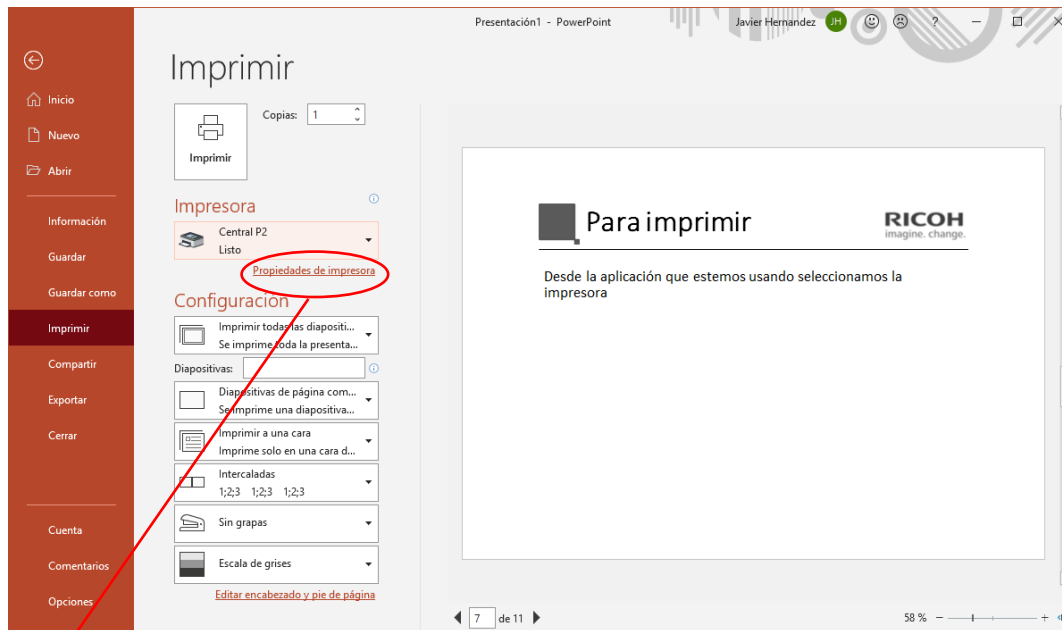 Presentación1 - PowerPoint
Javier Hernandez
JH
?
Imprimir
Inicio
Nuevo
Abrir
Información
Guardar
Guardar como
Imprimir
Compartir
Exportar
Cerrar
Cuenta
Comentarios
Opciones
Imprimir
Copias: 1
Impresora
Central P2
Listo
Propiedades de impresora
Configuración
Imprimir todas las diapositi...
Se imprime toda la presenta...
Diapositivas:
Diapositivas de página com...
Se imprime una diapositiva...
Imprimir a una cara
Imprime solo en una cara d...
Intercaladas
1;2;3 1;2;3 1;2;3
Sin grapas
Escala de grises
Editar encabezado y pie de página
Para imprimir
RICOH
imagine. change.
Desde la aplicación que estemos usando seleccionamos la
impresora
7 de 11
58 %